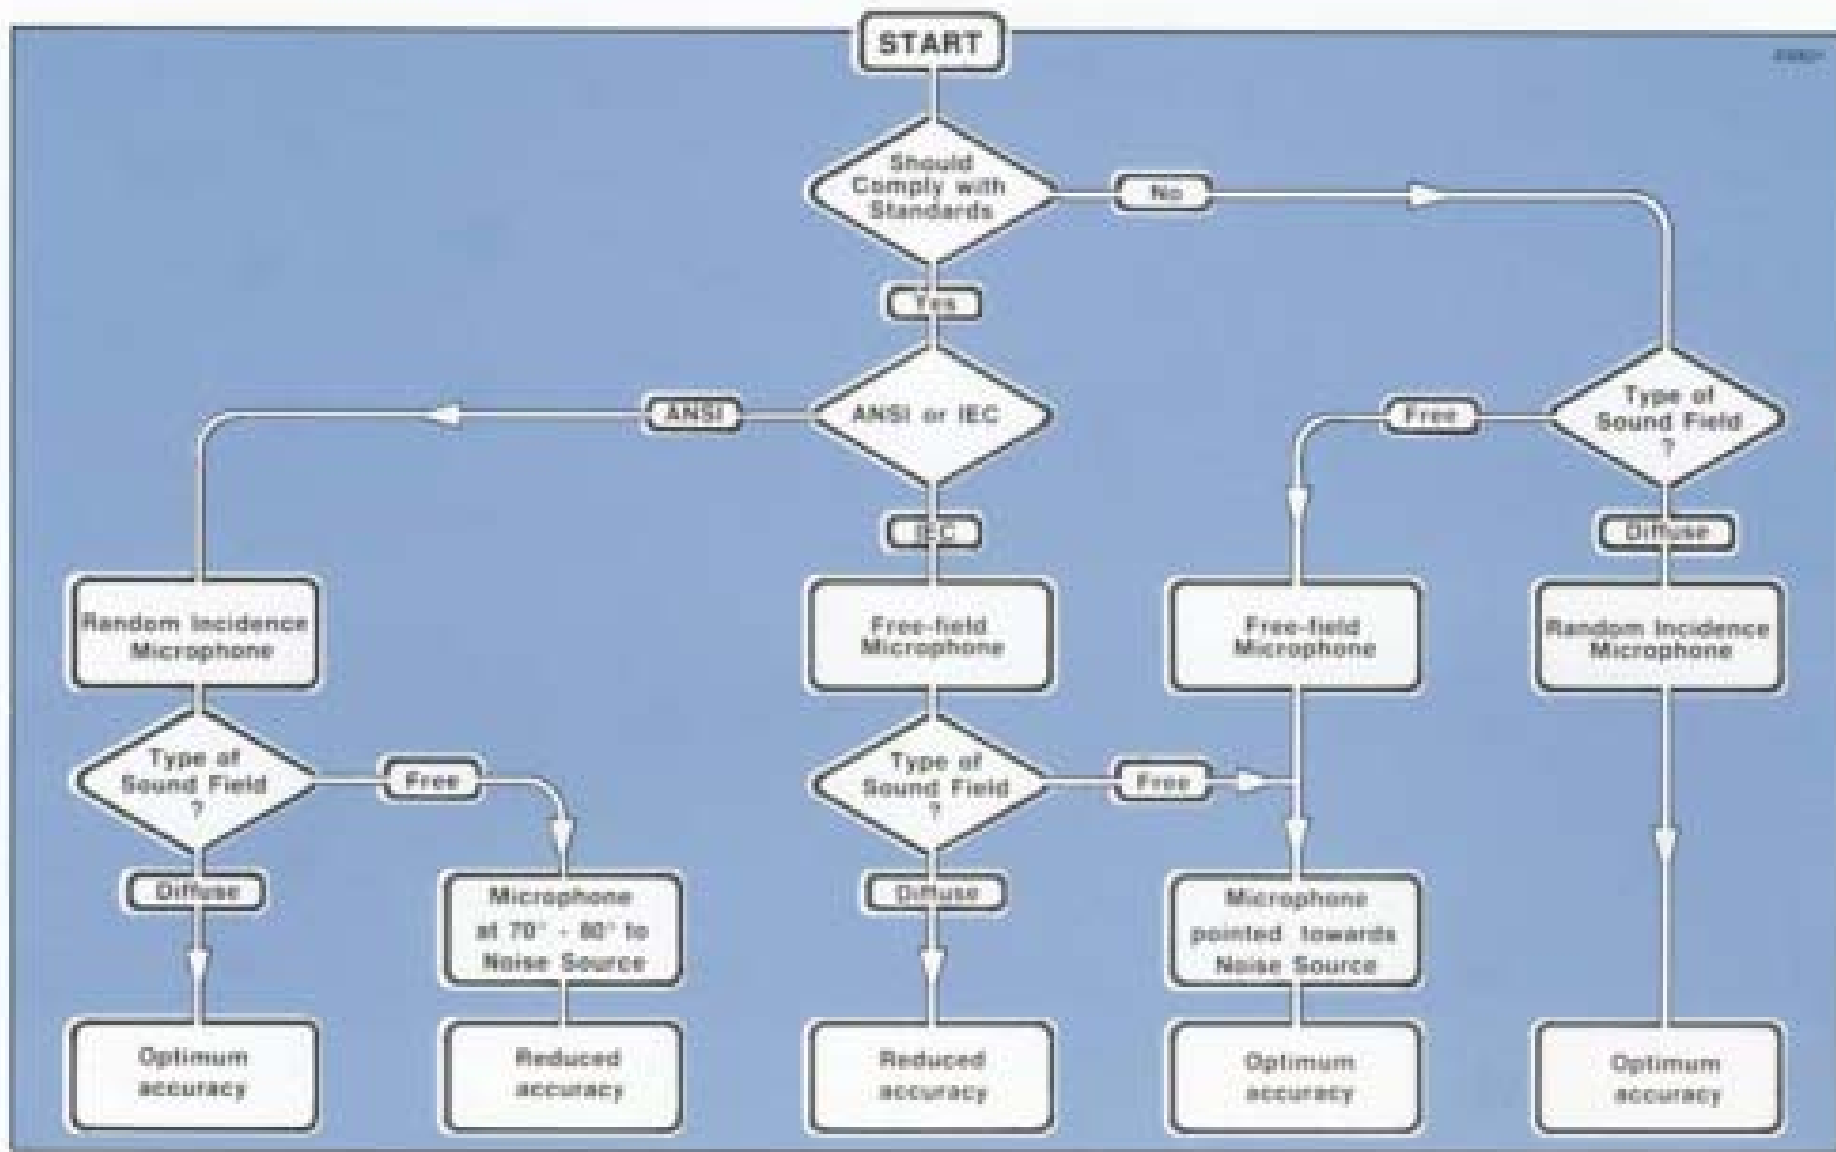 START
Should
Comply with
Standards
No
Yes
ANSI
ANSI or IEC
Free
Type of
Sound Field
?
IEC
Diffuse
Random Incidence
Microphone
Free-field
Microphone
Free-field
Microphone
Random Incidence
Microphone
Type of
Sound Field
?
Free
Type of
Sound Field
?
Free
Diffuse
Microphone
at 70° - 80° to
Noise Source
Diffuse
Microphone
pointed towards
Noise Source
Optimum
accuracy
Reduced
accuracy
Reduced
accuracy
Optimum
accuracy
Optimum
accuracy